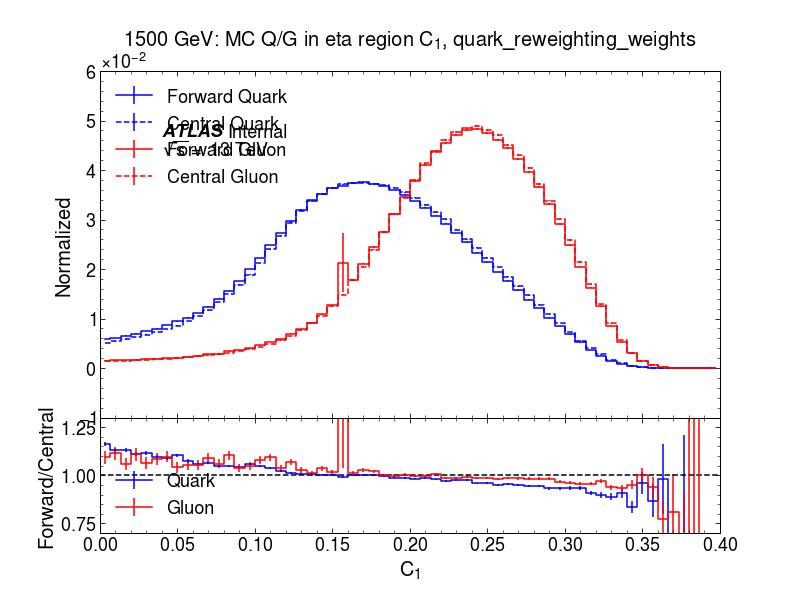 1500 GeV: MC Q/G in eta region C₁, quark_reweighting_weights
×10⁻²
6
5
4
3
2
1
0
−1
Normalized
Forward Quark
Central Quark
ATLAS Internal
√s = 13 TeV
Forward Gluon
Central Gluon
1.25
1.00
0.75
Forward/Central
Quark
Gluon
0.00 0.05 0.10 0.15 0.20 0.25 0.30 0.35 0.40
C₁